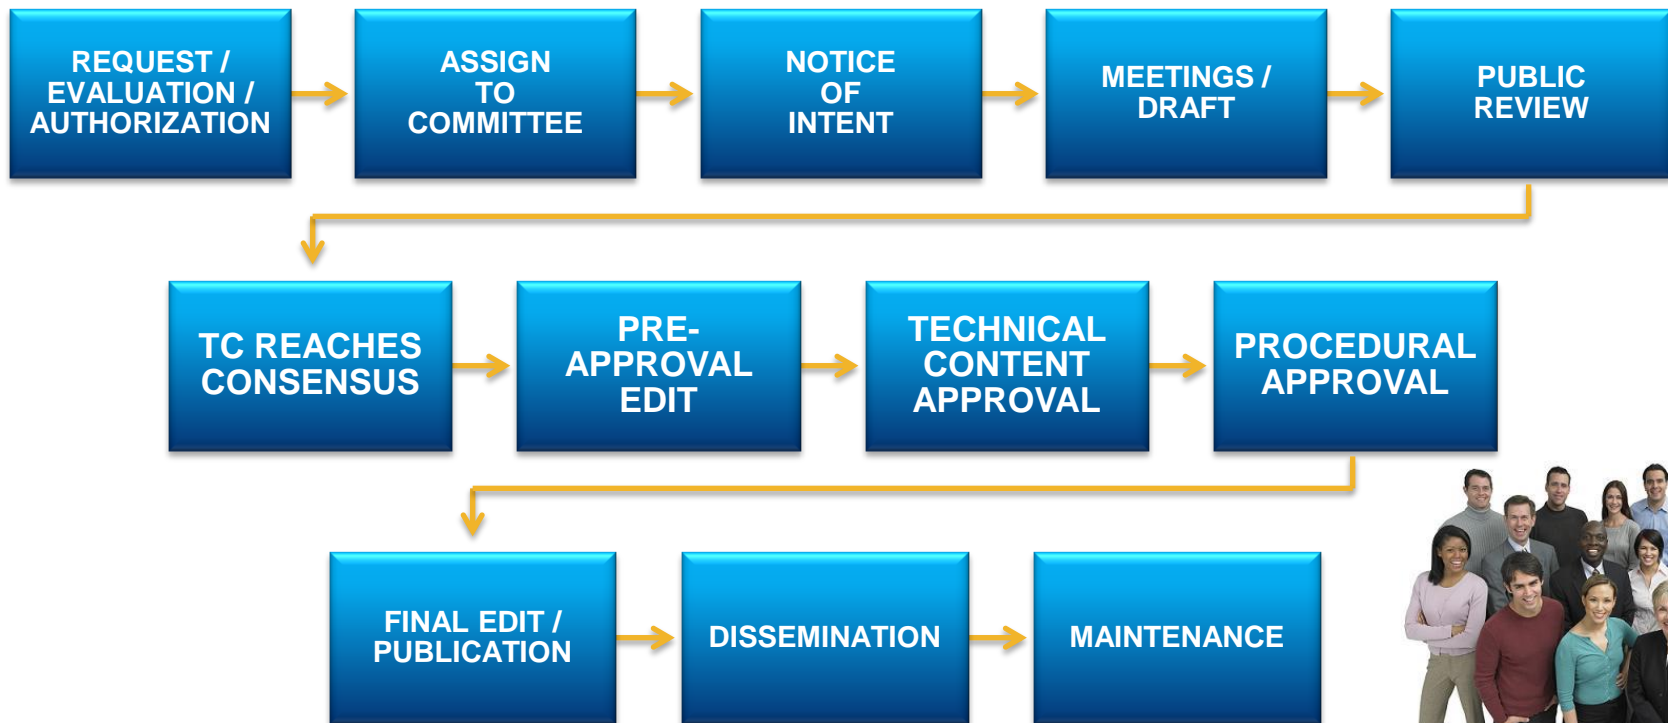 REQUEST /
EVALUATION /
AUTHORIZATION
ASSIGN
TO
COMMITTEE
NOTICE
OF
INTENT
MEETINGS /
DRAFT
PUBLIC
REVIEW
TC REACHES
CONSENSUS
PRE-
APPROVAL
EDIT
TECHNICAL
CONTENT
APPROVAL
PROCEDURAL
APPROVAL
FINAL EDIT /
PUBLICATION
DISSEMINATION
MAINTENANCE